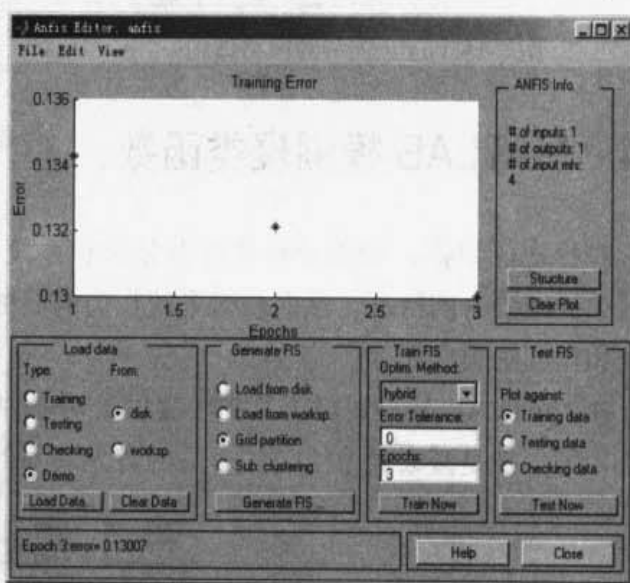 Anfis Editor: anfis
File Edit View
Training Error
0.136
0.134
0.132
0.13
Error
1
1.5
2
2.5
3
Epochs
ANFIS Info.
# of inputs: 1
# of outputs: 1
# of input mfs:
4
Structure
Clear Plot
Load data
Type:
From:
Training
Testing
Checking
Demo
disk
worksp.
Load Data...
Clear Data
Generate FIS
Load from disk
Load from worksp.
Grid partition
Sub. clustering
Generate FIS ...
Train FIS
Optim. Method:
hybrid
Error Tolerance:
0
Epochs:
3
Train Now
Test FIS
Plot against:
Training data
Testing data
Checking data
Test Now
Epoch 3:error= 0.13007
Help
Close